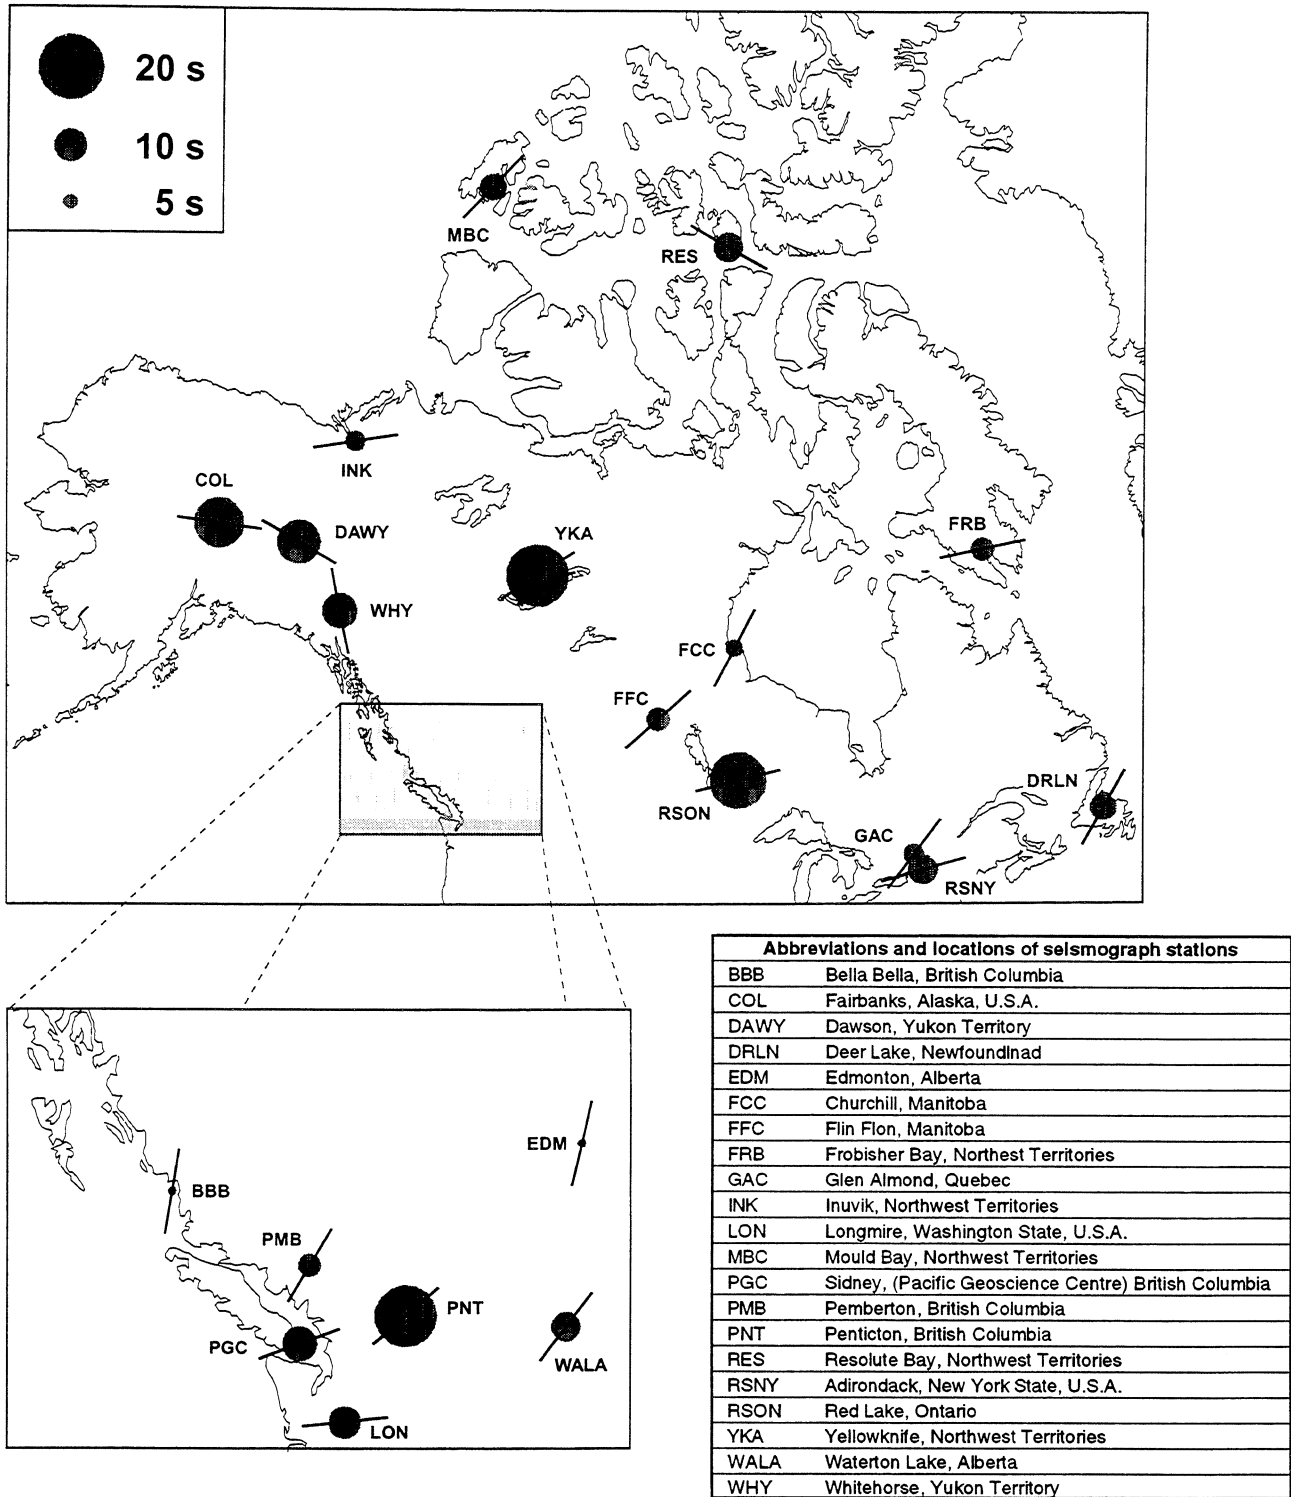 20 s
10 s
5 s
MBC
RES
INK
COL
DAWY
YKA
FRB
WHY
FCC
FFC
RSON
DRLN
GAC
RSNY
BBB
EDM
PMB
PNT
PGC
WALA
LON
Abbreviations and locations of seismograph stations
BBB Bella Bella, British Columbia
COL Fairbanks, Alaska, U.S.A.
DAWY Dawson, Yukon Territory
DRLN Deer Lake, Newfoundlnad
EDM Edmonton, Alberta
FCC Churchill, Manitoba
FFC Flin Flon, Manitoba
FRB Frobisher Bay, Northest Territories
GAC Glen Almond, Quebec
INK Inuvik, Northwest Territories
LON Longmire, Washington State, U.S.A.
MBC Mould Bay, Northwest Territories
PGC Sidney, (Pacific Geoscience Centre) British Columbia
PMB Pemberton, British Columbia
PNT Penticton, British Columbia
RES Resolute Bay, Northwest Territories
RSNY Adirondack, New York State, U.S.A.
RSON Red Lake, Ontario
YKA Yellowknife, Northwest Territories
WALA Waterton Lake, Alberta
WHY Whitehorse, Yukon Territory